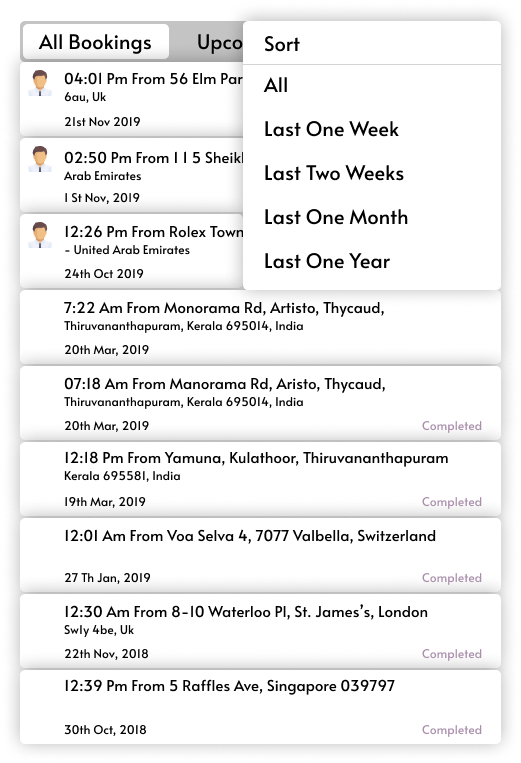 All Bookings
Sort
04:01 Pm From 56 Elm
6au, Uk
21st Nov 2019
All
Last One Week
02:50 Pm From 1 1 5
Arab Emirates
1 St Nov, 2019
Last Two Weeks
12:26 Pm From Rolex Town
- United Arab Emirates
24th Oct 2019
Last One Month
Last One Year
7:22 Am From Monorama Rd, Artisto, Thycaud,
Thiruvananthapuram, Kerala 695014, India
20th Mar, 2019
07:18 Am From Manorama Rd, Aristo, Thycaud,
Thiruvananthapuram, Kerala 695014, India
20th Mar, 2019 Completed
12:18 Pm From Yamuna, Kulathoor, Thiruvananthapuram
Kerala 695581, India
19th Mar, 2019 Completed
12:01 Am From Voa Selva 4, 7077 Valbella, Switzerland
27 Th Jan, 2019 Completed
12:30 Am From 8-10 Waterloo Pl, St. James's, London
Swly 4be, Uk
22th Nov, 2018 Completed
12:39 Pm From 5 Raffles Ave, Singapore 039797
30th Oct, 2018 Completed